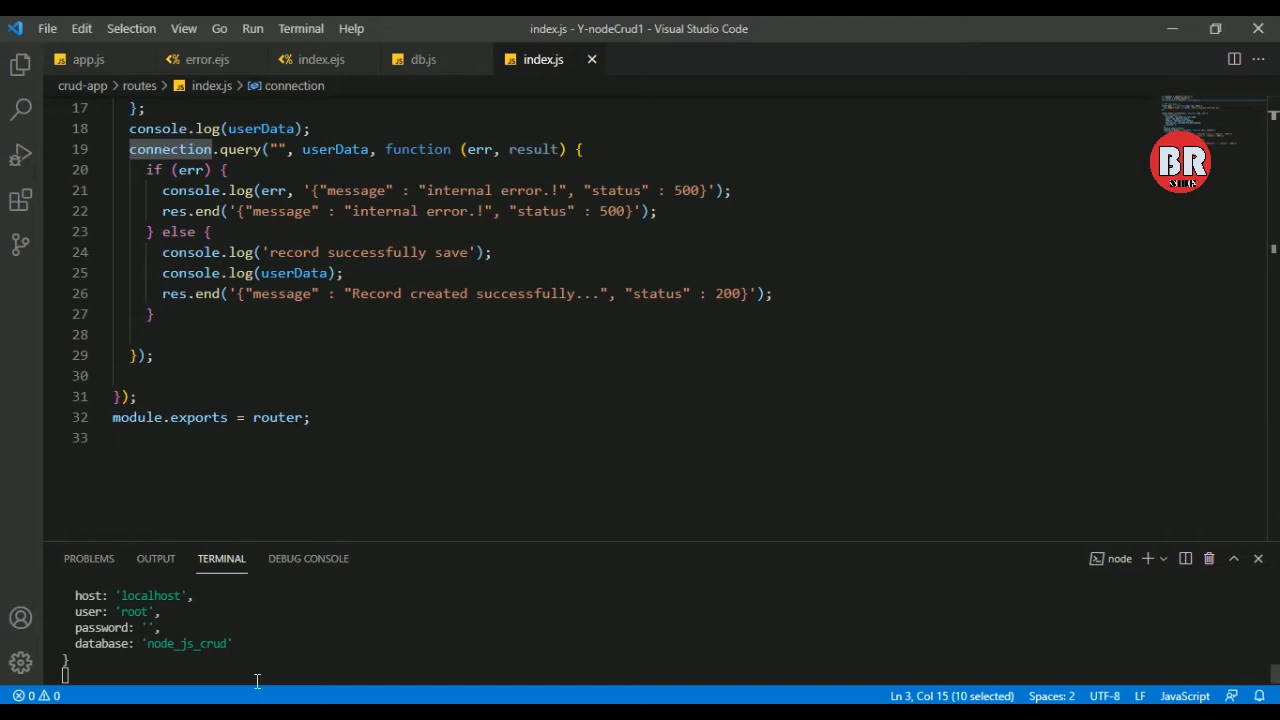 File Edit Selection View Go Run Terminal Help index.js - Y-nodeCrud1 - Visual Studio Code
app.js error.ejs index.ejs db.js index.js
crud-app > routes > index.js > connection
17 };
18 console.log(userData);
19 connection.query("", userData, function (err, result) {
20 if (err) {
21 console.log(err, '{"message" : "internal error.!", "status" : 500}');
22 res.end('{"message" : "internal error.!", "status" : 500}');
23 } else {
24 console.log('record successfully save');
25 console.log(userData);
26 res.end('{"message" : "Record created successfully...", "status" : 200}');
27 }
28
29 });
30
31 });
32 module.exports = router;
33
BR
PROBLEMS OUTPUT TERMINAL DEBUG CONSOLE node
host: 'localhost',
user: 'root',
password: '',
database: 'node_js_crud'
}
0 0 Ln 3, Col 15 (10 selected) Spaces: 2 UTF-8 LF JavaScript